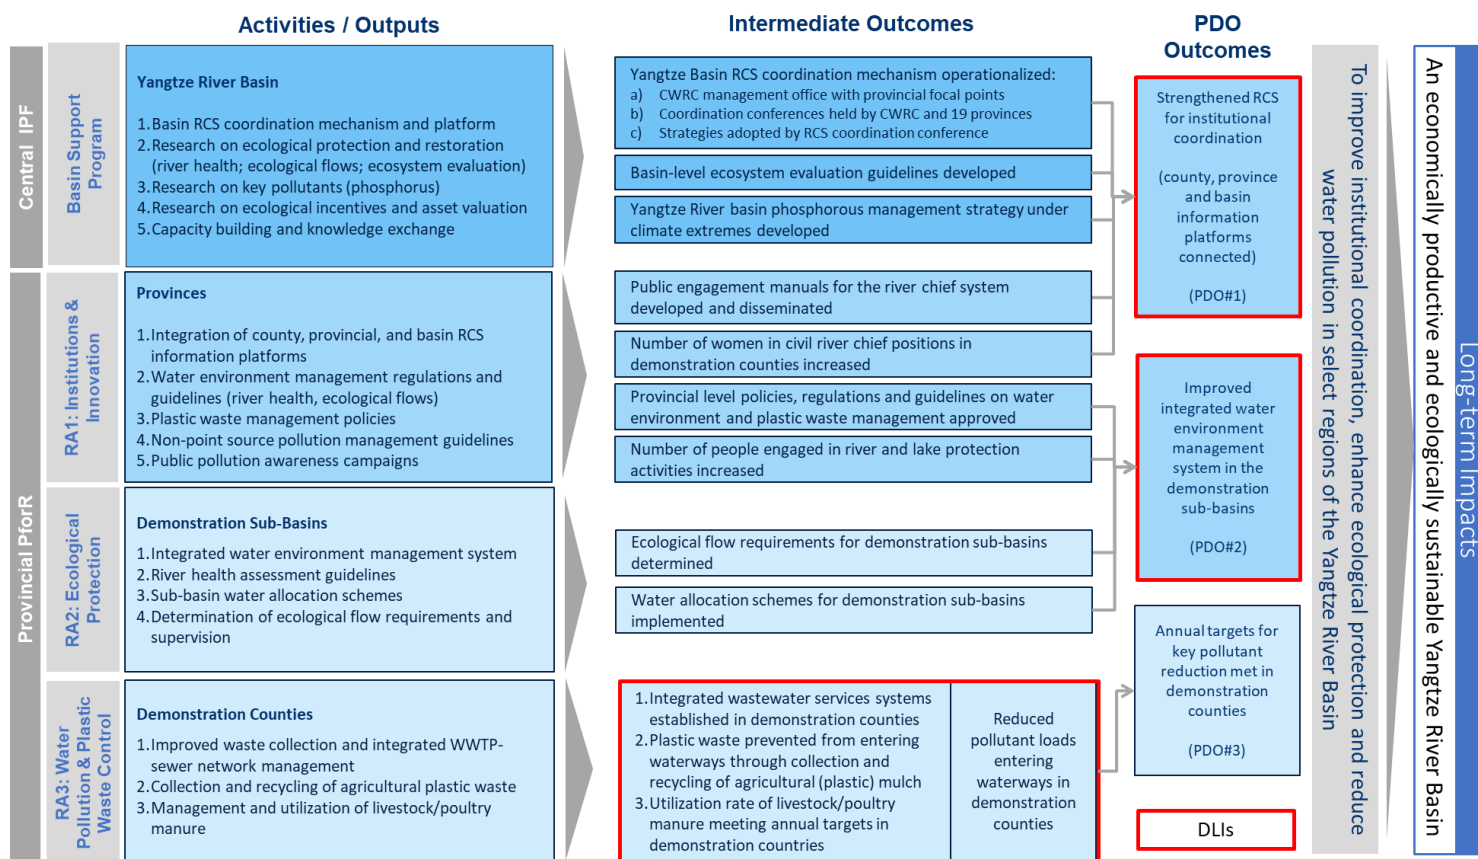 Activities / Outputs
Intermediate Outcomes
PDO
Outcomes
Central IPF
Basin Support
Program
Yangtze River Basin
1.Basin RCS coordination mechanism and platform
2.Research on ecological protection and restoration
(river health; ecological flows; ecosystem evaluation)
3.Research on key pollutants (phosphorus)
4.Research on ecological incentives and asset valuation
5.Capacity building and knowledge exchange
Yangtze Basin RCS coordination mechanism operationalized:
a) CWRC management office with provincial focal points
b) Coordination conferences held by CWRC and 19 provinces
c) Strategies adopted by RCS coordination conference
Basin-level ecosystem evaluation guidelines developed
Yangtze River basin phosphorous management strategy under
climate extremes developed
Strengthened RCS
for institutional
coordination
(county, province
and basin
information
platforms
connected)
(PDO#1)
Provincial PforR
RA1: Institutions &
Innovation
Provinces
1.Integration of county, provincial, and basin RCS
information platforms
2.Water environment management regulations and
guidelines (river health, ecological flows)
3.Plastic waste management policies
4.Non-point source pollution management guidelines
5.Public pollution awareness campaigns
Public engagement manuals for the river chief system
developed and disseminated
Number of women in civil river chief positions in
demonstration counties increased
Provincial level policies, regulations and guidelines on water
environment and plastic waste management approved
Number of people engaged in river and lake protection
activities increased
Improved
integrated water
environment
management
system in the
demonstration
sub-basins
(PDO#2)
RA2: Ecological
Protection
Demonstration Sub-Basins
1.Integrated water environment management system
2.River health assessment guidelines
3.Sub-basin water allocation schemes
4.Determination of ecological flow requirements and
supervision
Ecological flow requirements for demonstration sub-basins
determined
Water allocation schemes for demonstration sub-basins
implemented
RA3: Water
Pollution & Plastic
Waste Control
Demonstration Counties
1.Improved waste collection and integrated WWTP-
sewer network management
2.Collection and recycling of agricultural plastic waste
3.Management and utilization of livestock/poultry
manure
1.Integrated wastewater services systems
established in demonstration counties
2.Plastic waste prevented from entering
waterways through collection and
recycling of agricultural (plastic) mulch
3.Utilization rate of livestock/poultry
manure meeting annual targets in
demonstration countries
Reduced
pollutant loads
entering
waterways in
demonstration
counties
Annual targets for
key pollutant
reduction met in
demonstration
counties
(PDO#3)
DLIs
To improve institutional coordination, enhance ecological protection and reduce
water pollution in select regions of the Yangtze River Basin
An economically productive and ecologically sustainable Yangtze River Basin
Long-term Impacts